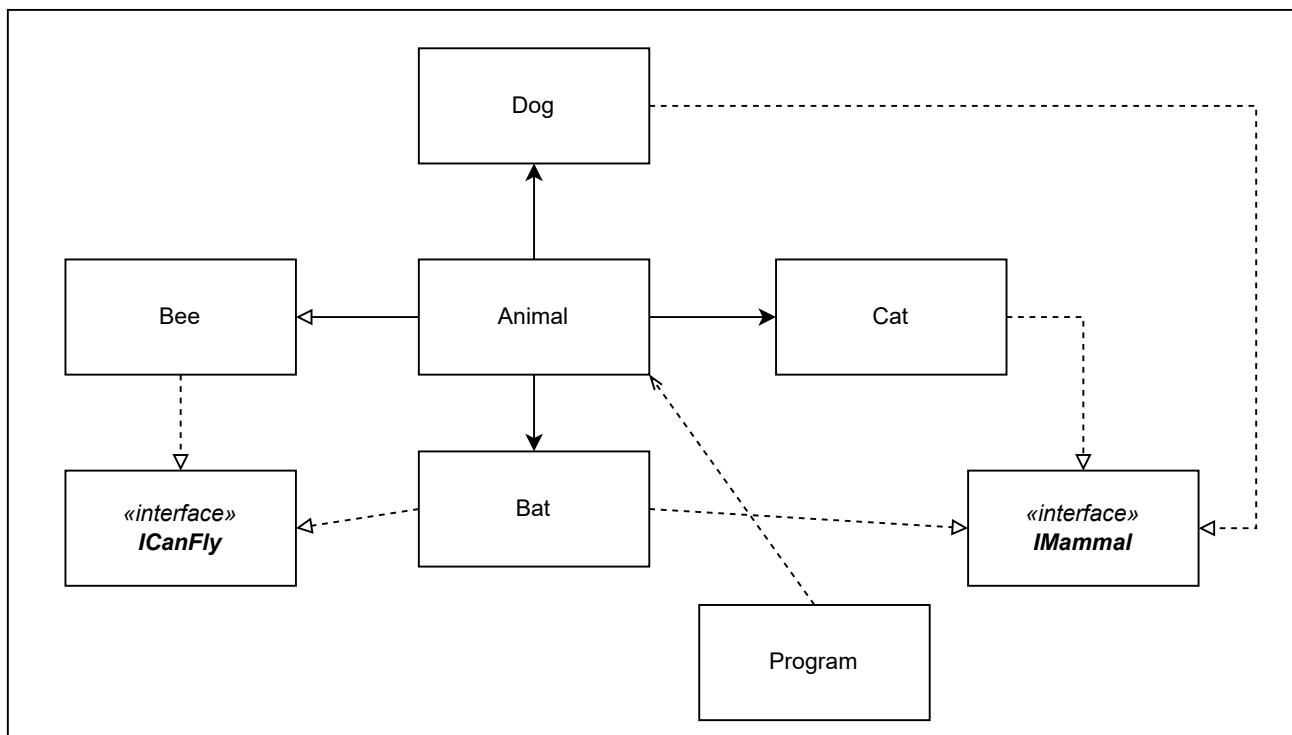 Dog
Bee
Animal
Cat
«interface»
ICanFly
Bat
«interface»
IMammal
Program